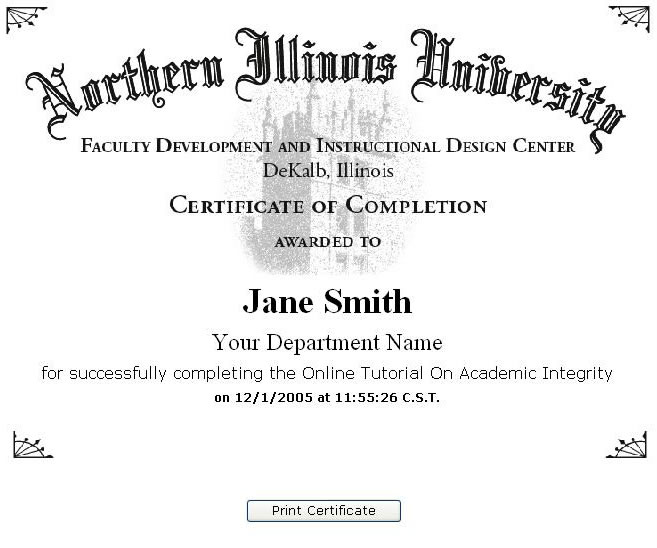 Northern Illinois University
Faculty Development and Instructional Design Center
DeKalb, Illinois
Certificate of Completion
awarded to
Jane Smith
Your Department Name
for successfully completing the Online Tutorial On Academic Integrity
on 12/1/2005 at 11:55:26 C.S.T.
Print Certificate